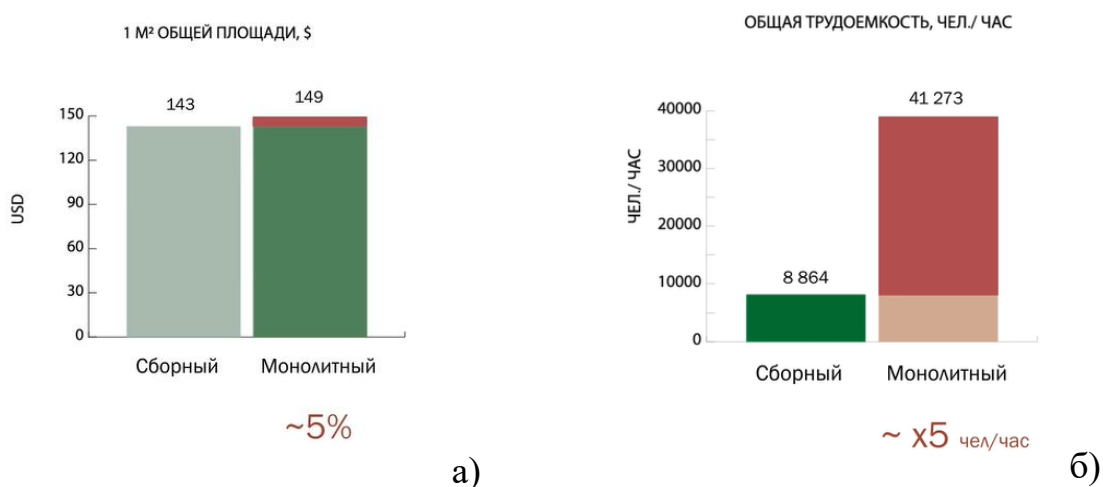 1 М² ОБЩЕЙ ПЛОЩАДИ, $
143
149
150
120
90
60
30
0
USD
Сборный
Монолитный
~5%
а)
ОБЩАЯ ТРУДОЕМКОСТЬ, ЧЕЛ./ ЧАС
41 273
8 864
40000
30000
20000
10000
0
ЧЕЛ./ ЧАС
Сборный
Монолитный
~ x5 чел/час
б)